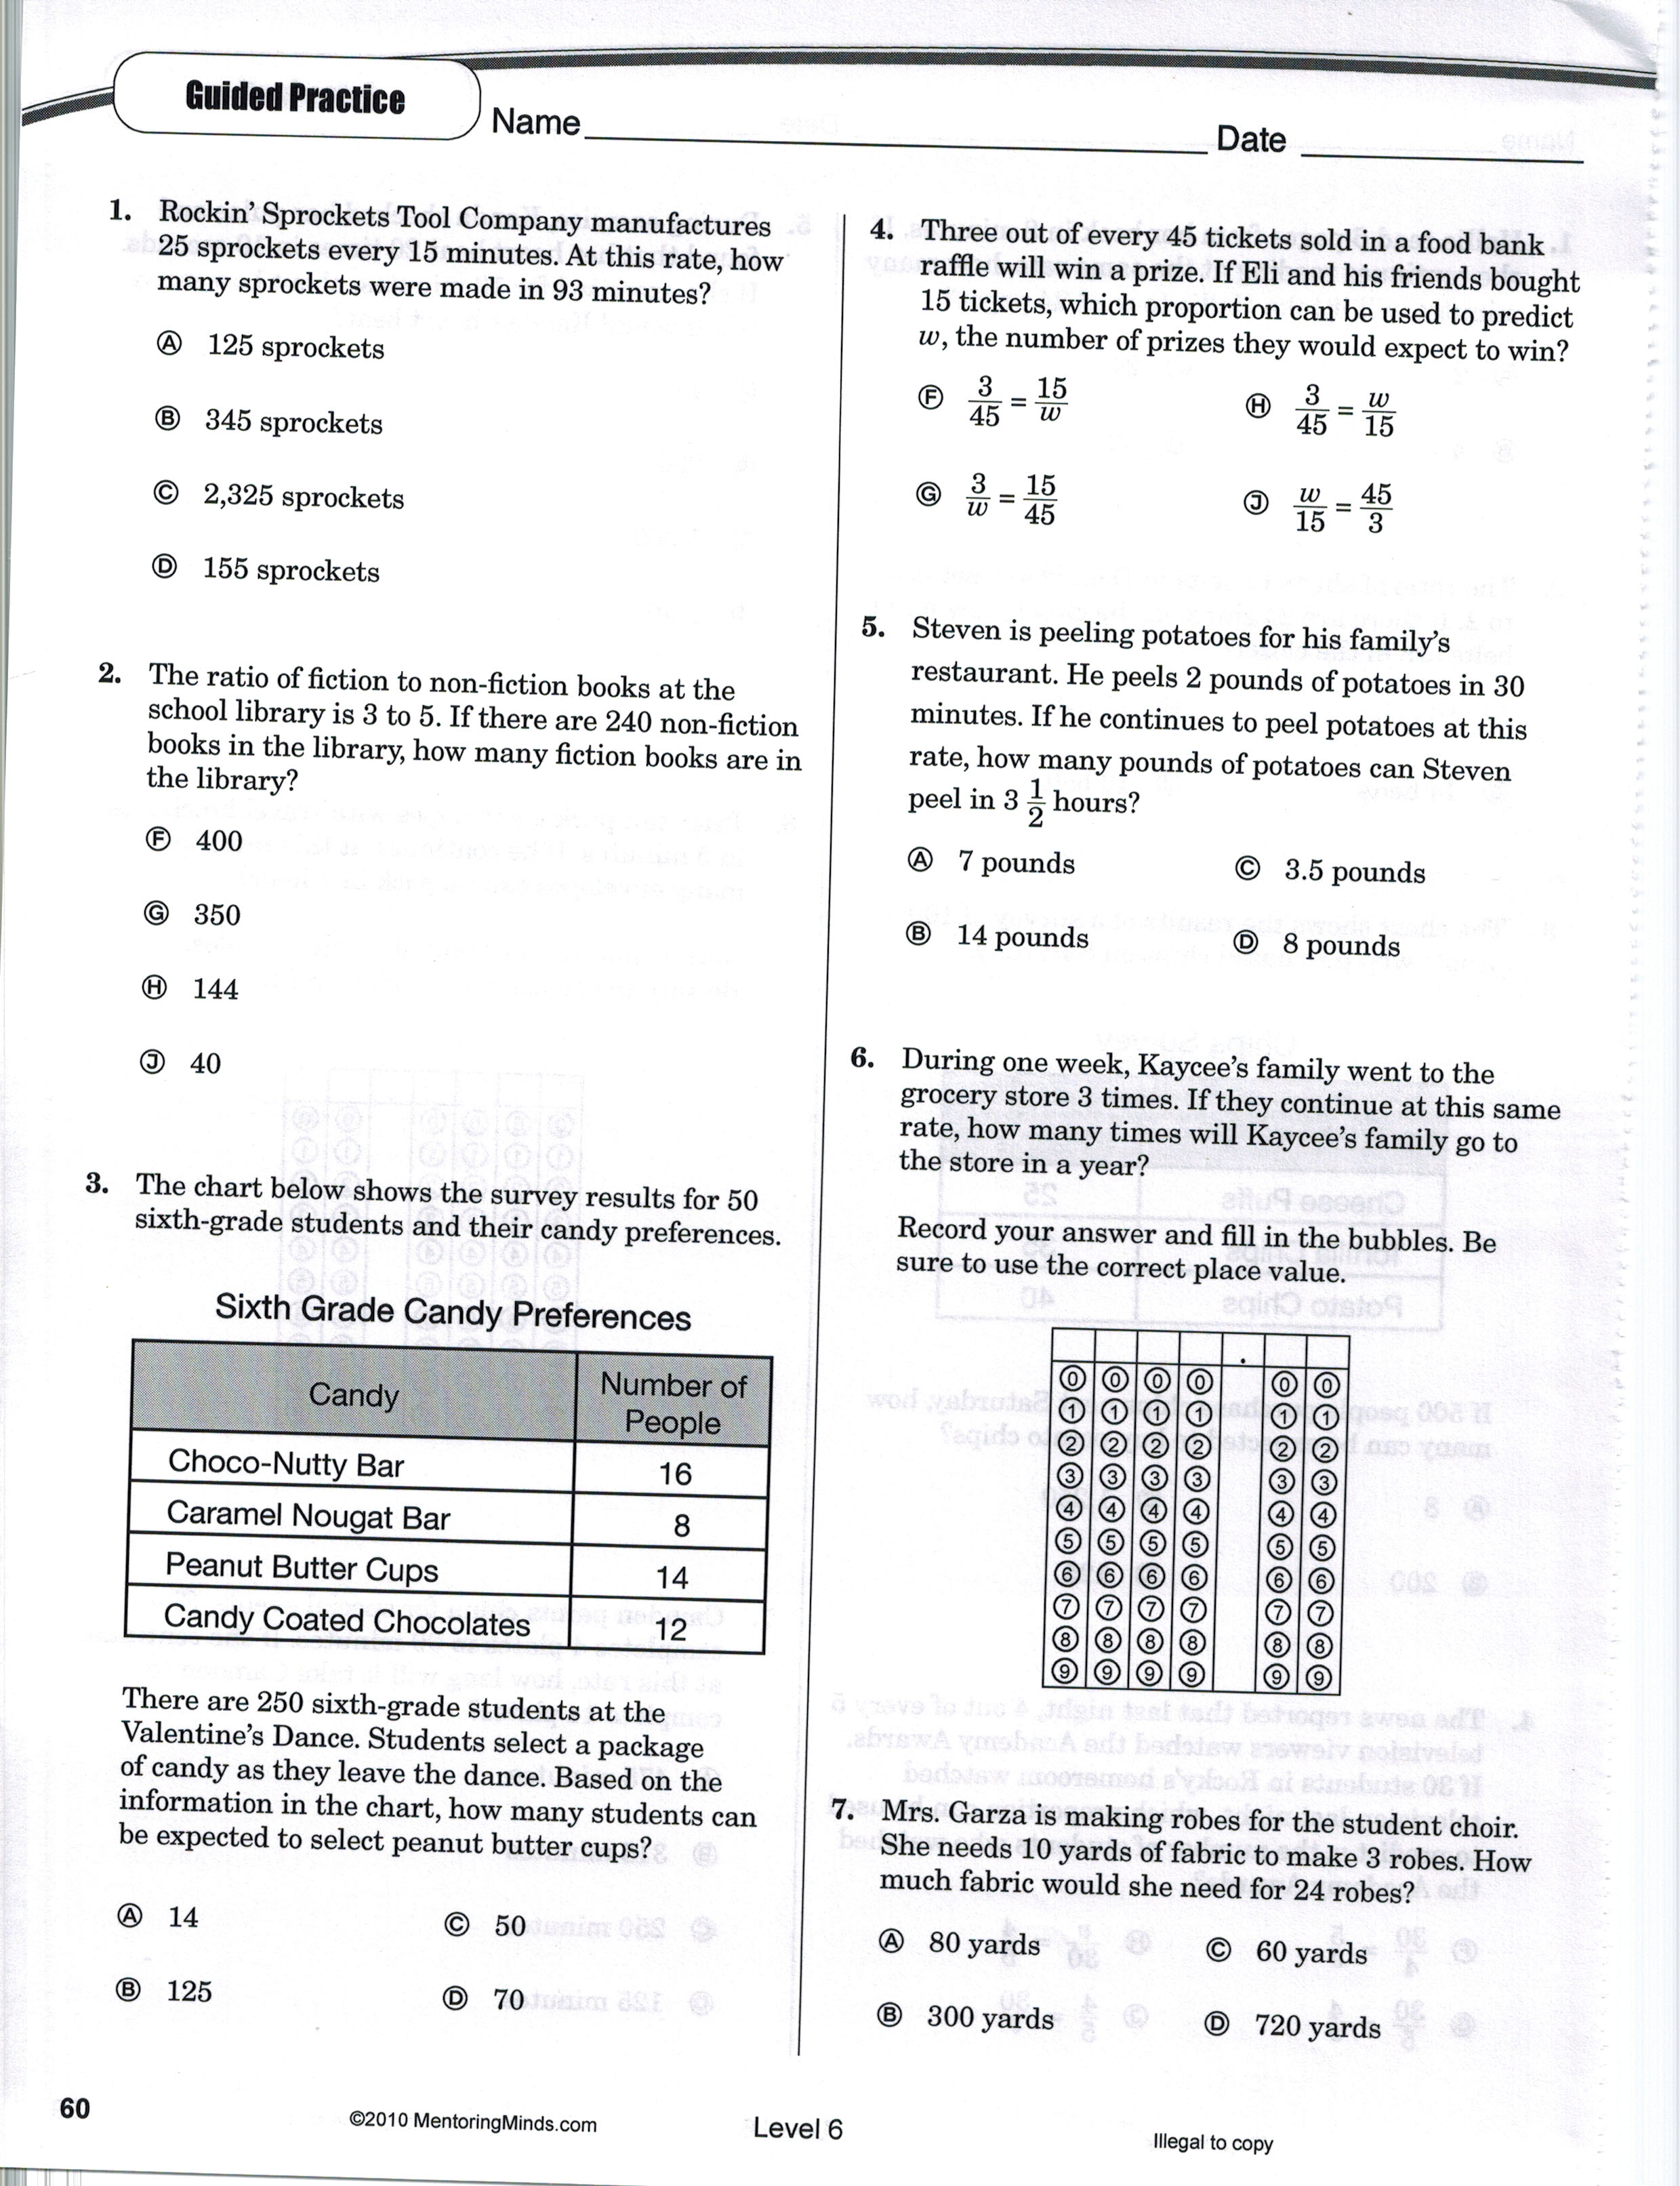 Guided Practice
Name
Date
1. Rockin' Sprockets Tool Company manufactures
25 sprockets every 15 minutes. At this rate, how
many sprockets were made in 93 minutes?
Ⓐ 125 sprockets
Ⓑ 345 sprockets
Ⓒ 2,325 sprockets
Ⓓ 155 sprockets
2. The ratio of fiction to non-fiction books at the
school library is 3 to 5. If there are 240 non-fiction
books in the library, how many fiction books are in
the library?
Ⓕ 400
Ⓖ 350
Ⓗ 144
Ⓙ 40
3. The chart below shows the survey results for 50
sixth-grade students and their candy preferences.
Sixth Grade Candy Preferences
Candy Number of
People
Choco-Nutty Bar 16
Caramel Nougat Bar 8
Peanut Butter Cups 14
Candy Coated Chocolates 12
There are 250 sixth-grade students at the
Valentine's Dance. Students select a package
of candy as they leave the dance. Based on the
information in the chart, how many students can
be expected to select peanut butter cups?
Ⓐ 14 Ⓒ 50
Ⓑ 125 Ⓓ 70
4. Three out of every 45 tickets sold in a food bank
raffle will win a prize. If Eli and his friends bought
15 tickets, which proportion can be used to predict
w, the number of prizes they would expect to win?
Ⓕ 3/45 = 15/w Ⓗ 3/45 = w/15
Ⓖ 3/w = 15/45 Ⓙ w/15 = 45/3
5. Steven is peeling potatoes for his family's
restaurant. He peels 2 pounds of potatoes in 30
minutes. If he continues to peel potatoes at this
rate, how many pounds of potatoes can Steven
peel in 3 1/2 hours?
Ⓐ 7 pounds Ⓒ 3.5 pounds
Ⓑ 14 pounds Ⓓ 8 pounds
6. During one week, Kaycee's family went to the
grocery store 3 times. If they continue at this same
rate, how many times will Kaycee's family go to
the store in a year?
Record your answer and fill in the bubbles. Be
sure to use the correct place value.
.
⓪ ⓪ ⓪ ⓪ ⓪ ⓪
① ① ① ① ① ①
② ② ② ② ② ②
③ ③ ③ ③ ③ ③
④ ④ ④ ④ ④ ④
⑤ ⑤ ⑤ ⑤ ⑤ ⑤
⑥ ⑥ ⑥ ⑥ ⑥ ⑥
⑦ ⑦ ⑦ ⑦ ⑦ ⑦
⑧ ⑧ ⑧ ⑧ ⑧ ⑧
⑨ ⑨ ⑨ ⑨ ⑨ ⑨
7. Mrs. Garza is making robes for the student choir.
She needs 10 yards of fabric to make 3 robes. How
much fabric would she need for 24 robes?
Ⓐ 80 yards Ⓒ 60 yards
Ⓑ 300 yards Ⓓ 720 yards
60
©2010 MentoringMinds.com
Level 6
Illegal to copy